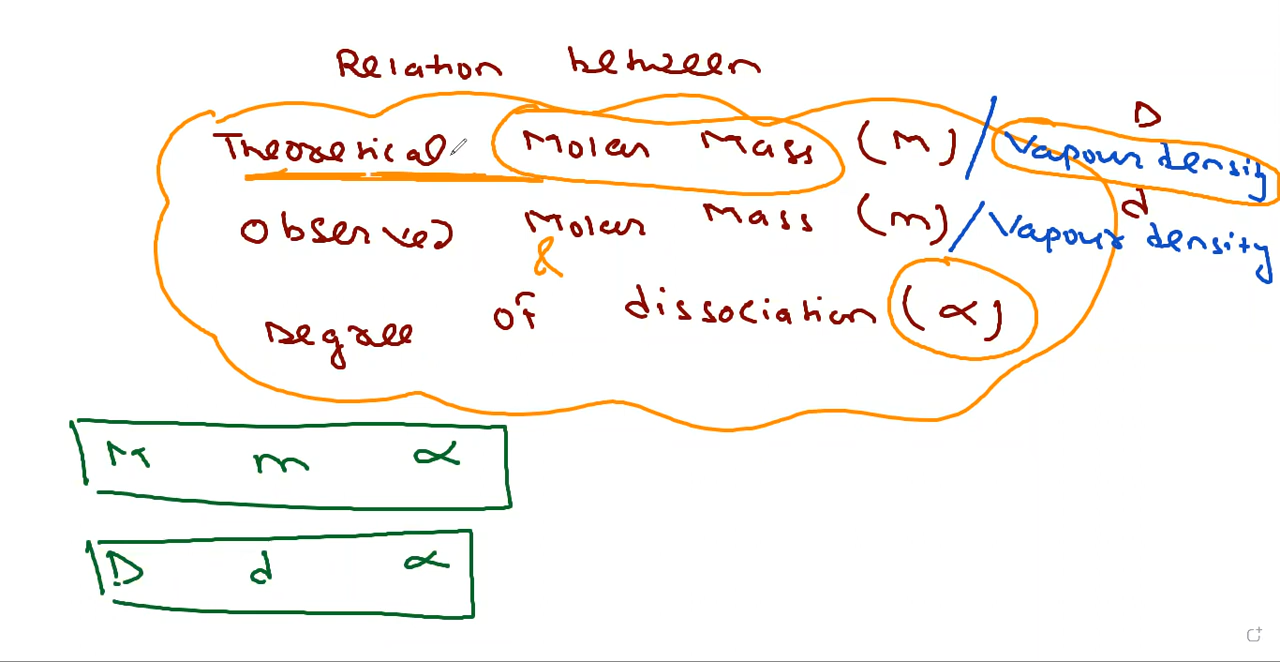 Relation between
D
Theoretical Molar Mass (M) / Vapour density
d
Observed Molar Mass (m) / Vapour density
&
Degree of dissociation (α)
M m α
D d α